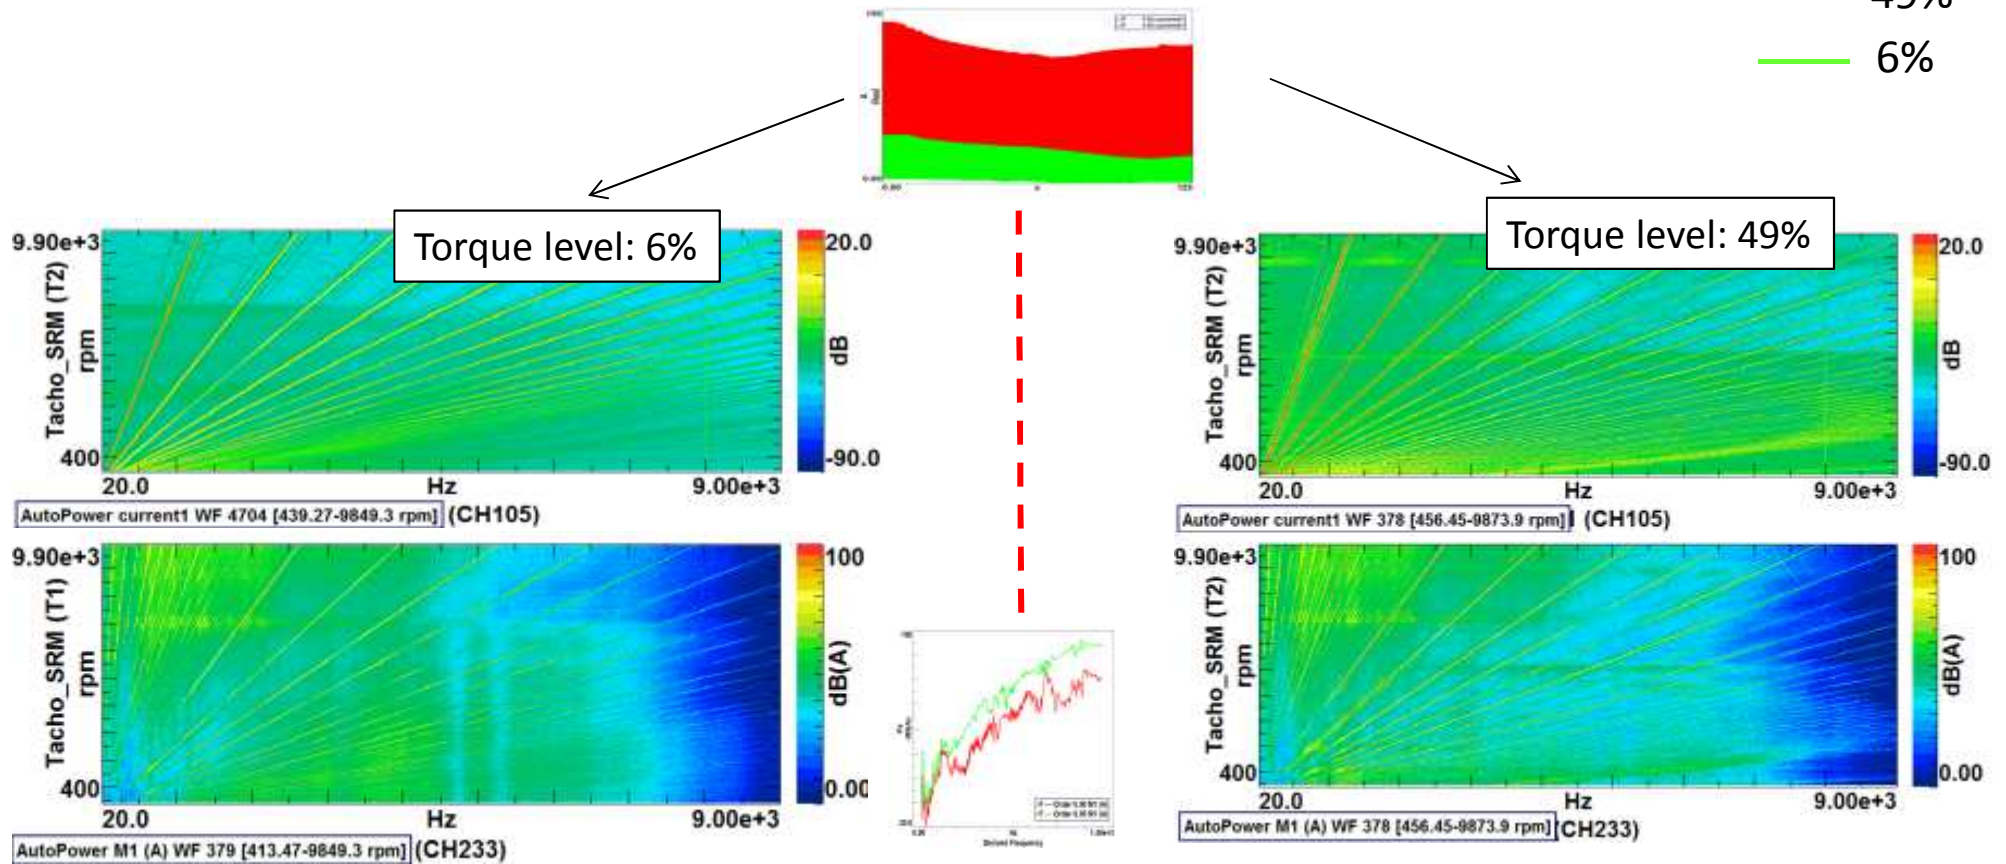 49%
6%
Torque level: 6%
Torque level: 49%
9.90e+3
Tacho_SRM (T2)
rpm
400
20.0
Hz
9.00e+3
20.0
dB
-90.0
AutoPower current1 WF 4704 [439.27-9849.3 rpm] (CH105)
9.90e+3
Tacho_SRM (T2)
rpm
400
20.0
Hz
9.00e+3
20.0
dB
-90.0
AutoPower current1 WF 378 [456.45-9873.9 rpm] (CH105)
9.90e+3
Tacho_SRM (T1)
rpm
400
20.0
Hz
9.00e+3
100
dB(A)
0.00
AutoPower M1 (A) WF 379 [413.47-9849.3 rpm] (CH233)
9.90e+3
Tacho_SRM (T2)
rpm
400
20.0
Hz
9.00e+3
100
dB(A)
0.00
AutoPower M1 (A) WF 378 [456.45-9873.9 rpm] (CH233)